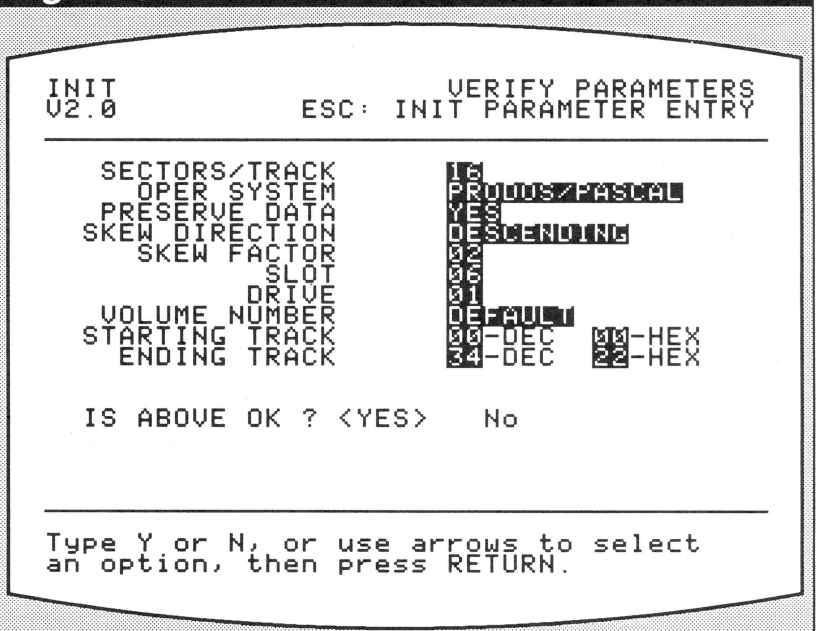 INIT VERIFY PARAMETERS
V2.0 ESC: INIT PARAMETER ENTRY
SECTORS/TRACK 16
OPER SYSTEM PRODOS/PASCAL
PRESERVE DATA YES
SKEW DIRECTION DESCENDING
SKEW FACTOR 02
SLOT 06
DRIVE 01
VOLUME NUMBER DEFAULT
STARTING TRACK 00-DEC 00-HEX
ENDING TRACK 34-DEC 22-HEX
IS ABOVE OK ? <YES> No
Type Y or N, or use arrows to select
an option, then press RETURN.